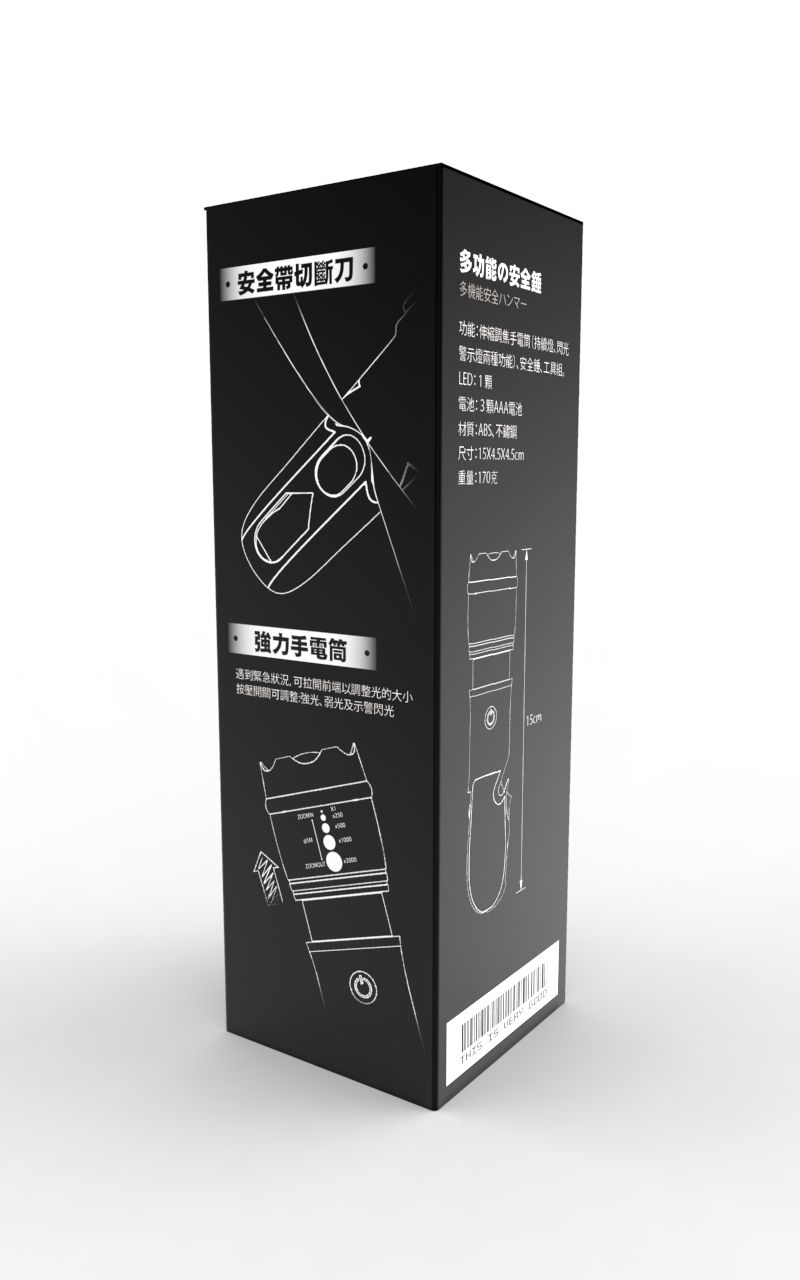 安全帶切斷刀
強力手電筒
遇到緊急狀況,可拉開前端以調整光的大小
按壓開關可調整:強光、弱光及示警閃光
X1
ZOOMIN x250
x500
@5M x1000
ZOOMOUT x2000
多功能の安全錘
多機能安全ハンマー
功能:伸縮調焦手電筒(持續燈、閃光
警示燈兩種功能)、安全錘、工具組。
LED:1顆
電池:3顆AAA電池
材質:ABS、不鏽鋼
尺寸:15X4.5X4.5cm
重量:170克
15cm
THIS IS VERY GOOD